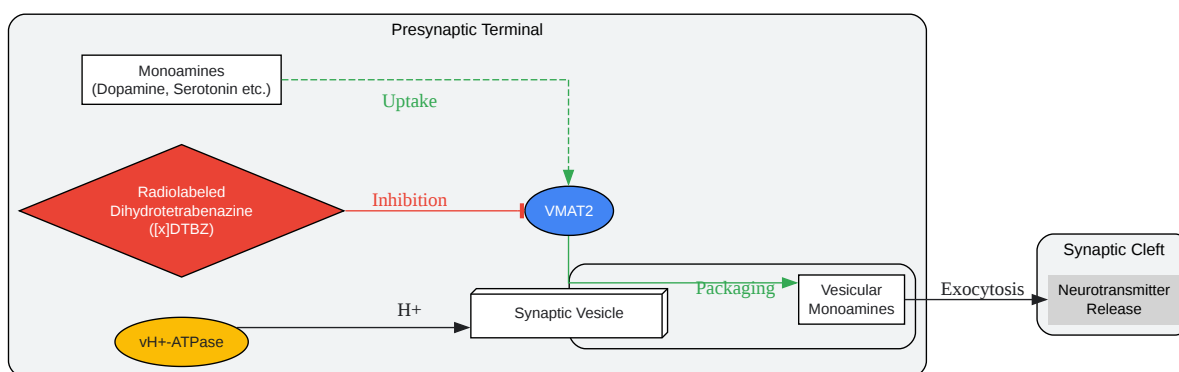 Presynaptic Terminal
Monoamines
(Dopamine, Serotonin etc.)
Uptake
Radiolabeled
Dihydrotetrabenazine
([x]DTBZ)
Inhibition
VMAT2
Synaptic Cleft
Packaging
Vesicular
Monoamines
Exocytosis
Neurotransmitter
Release
H+
Synaptic Vesicle
vH+-ATPase